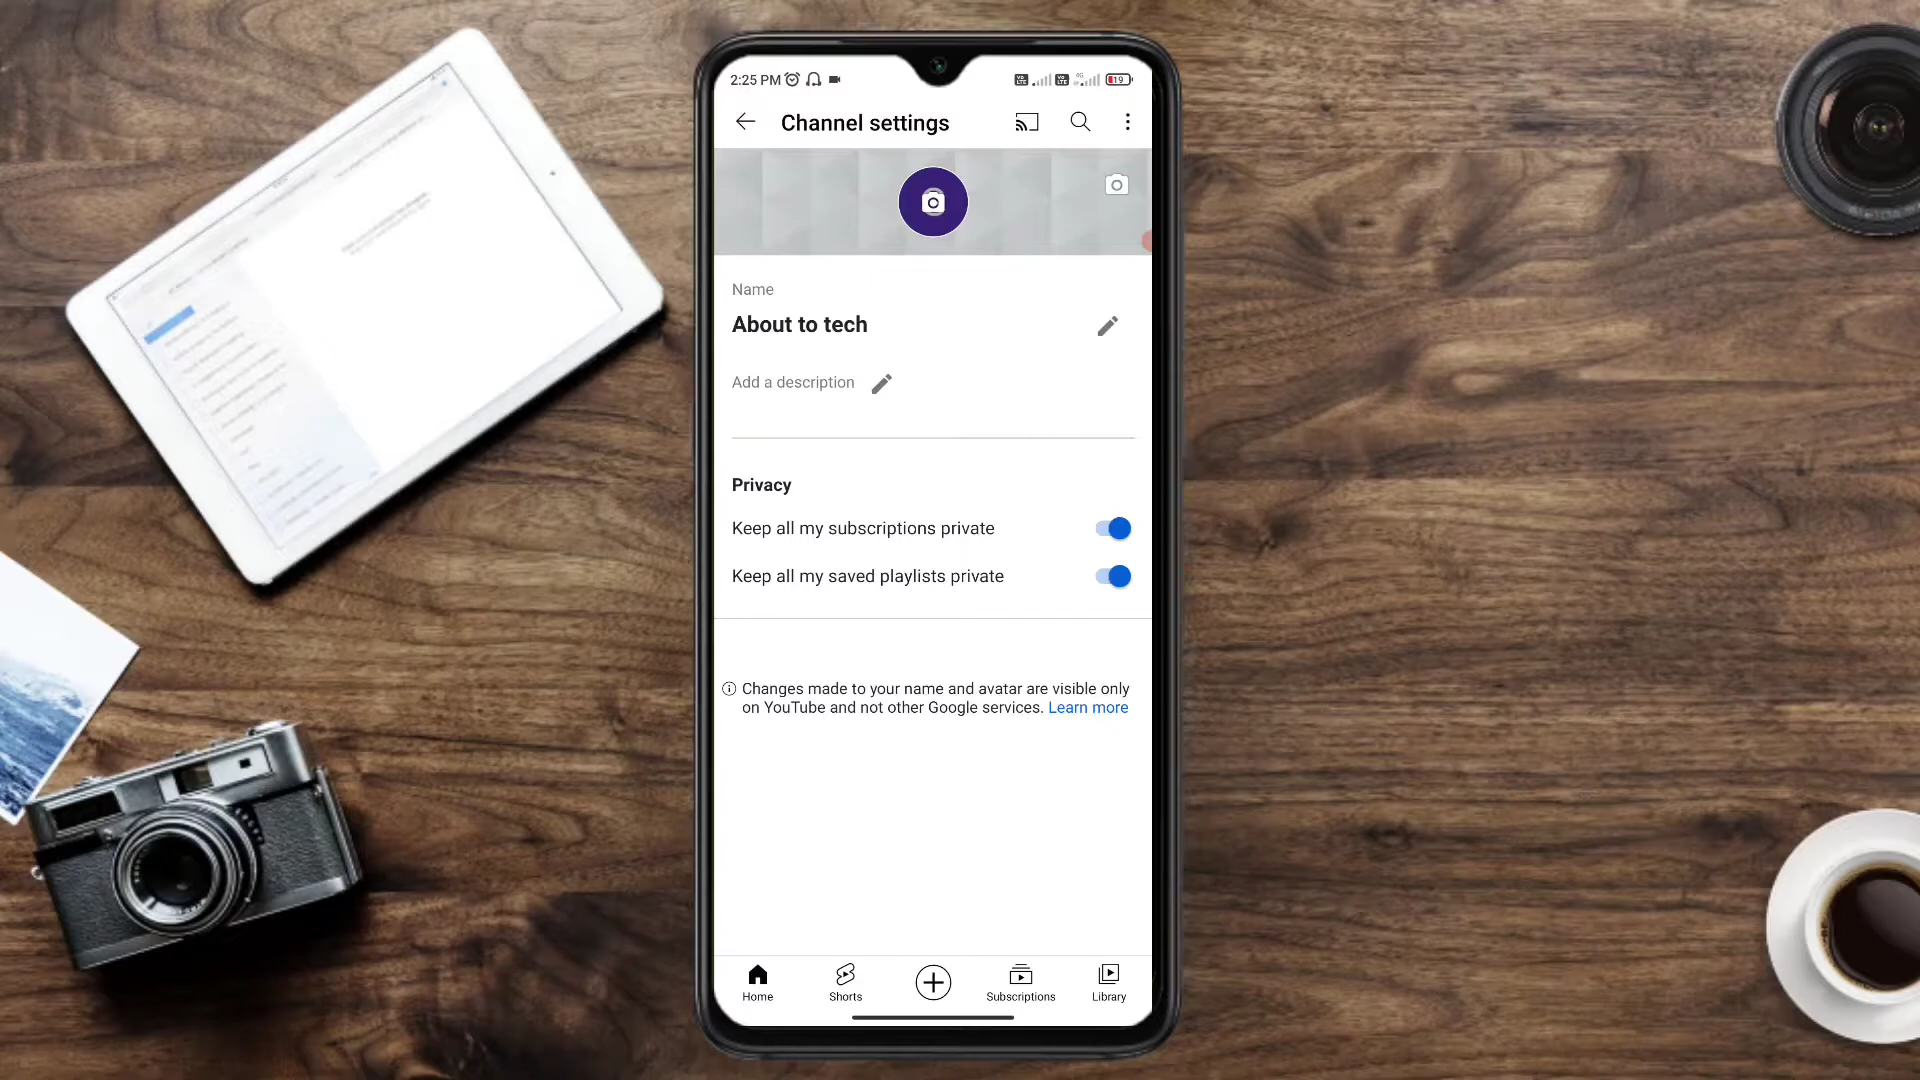 2:25 PM
19
Channel settings
Name
About to tech
Add a description
Privacy
Keep all my subscriptions private
Keep all my saved playlists private
Changes made to your name and avatar are visible only
on YouTube and not other Google services. Learn more
Home
Shorts
Subscriptions
Library